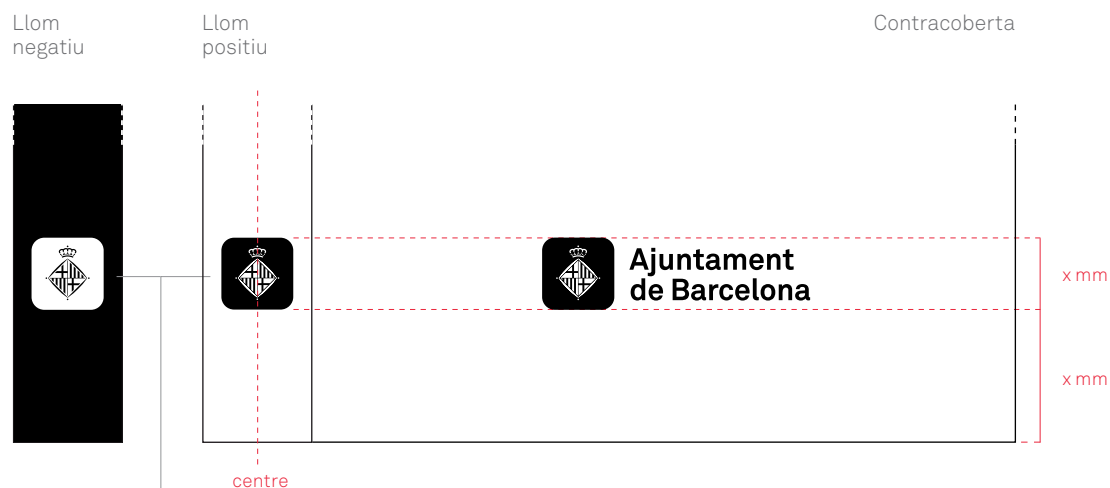 Llom
negatiu
Llom
positiu
Contracoberta
Ajuntament
de Barcelona
x mm
x mm
centre